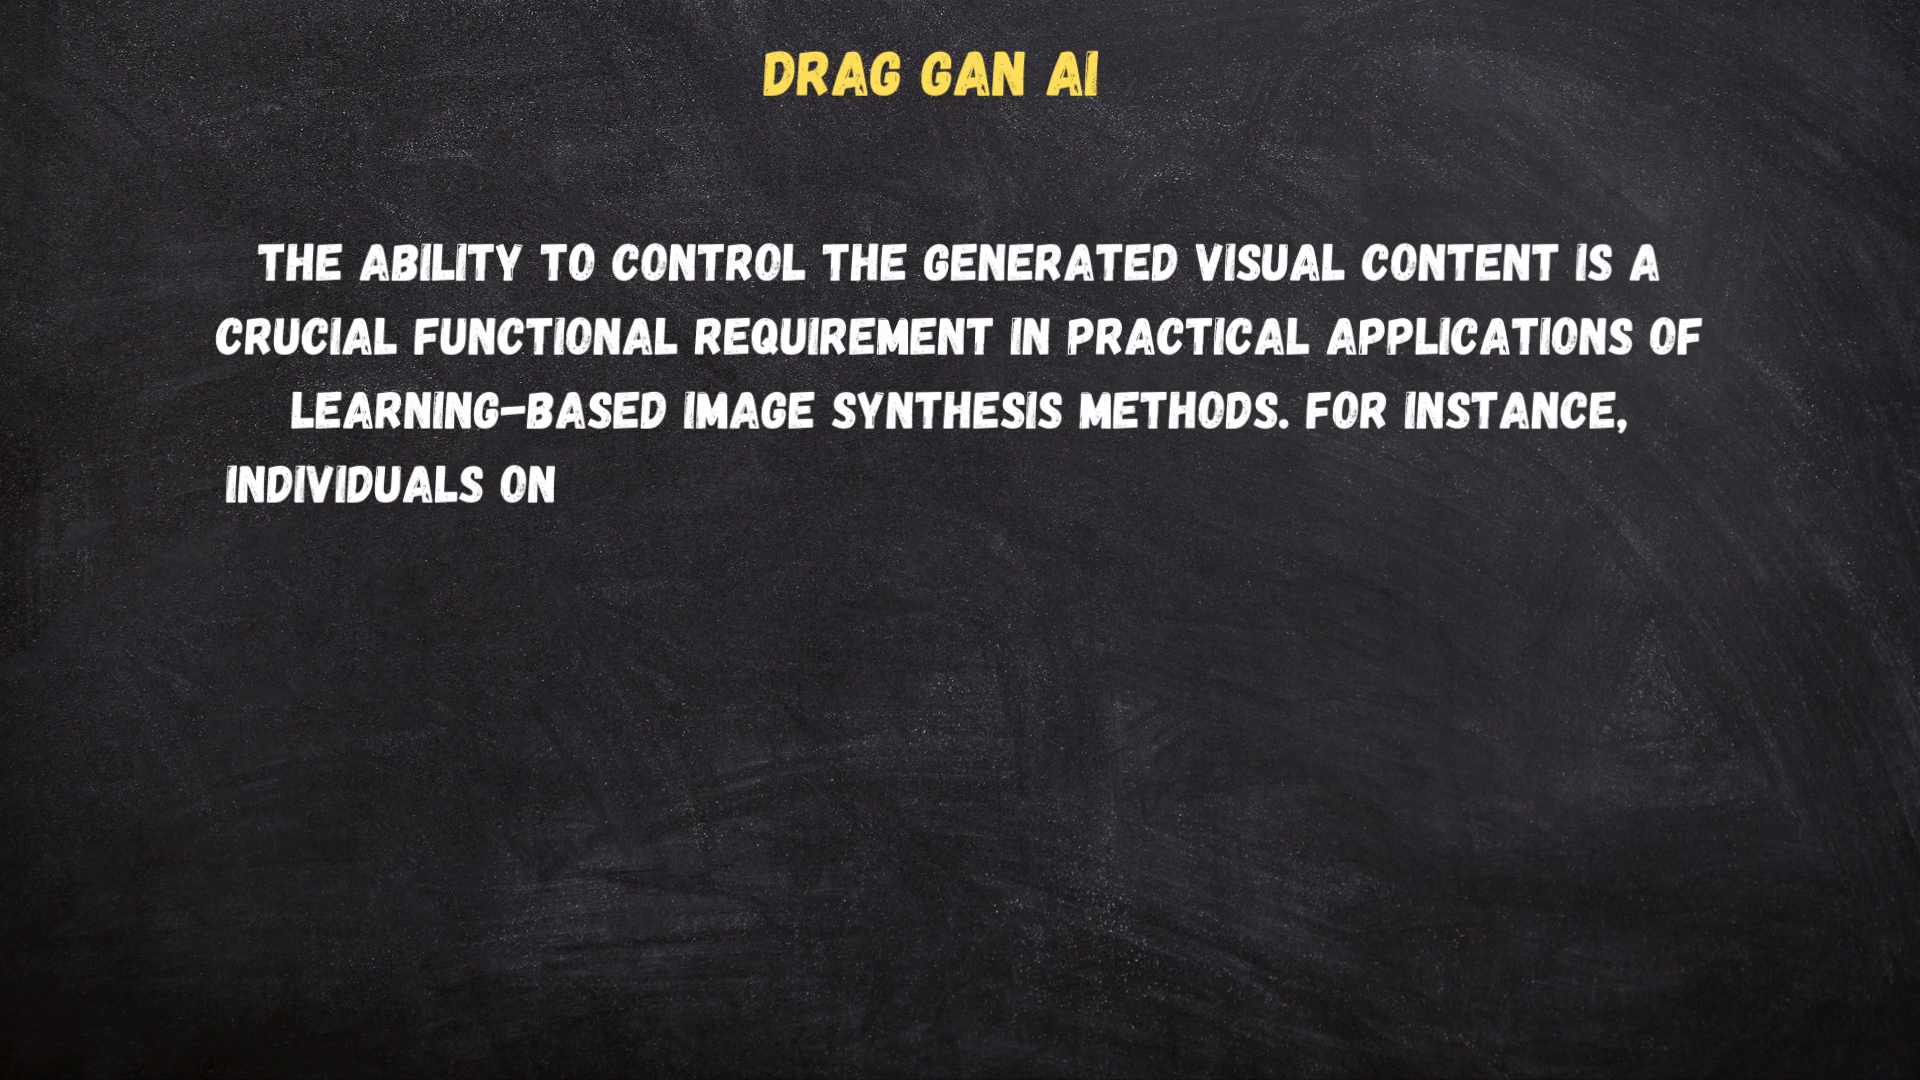 DRAG GAN AI
THE ABILITY TO CONTROL THE GENERATED VISUAL CONTENT IS A
CRUCIAL FUNCTIONAL REQUIREMENT IN PRACTICAL APPLICATIONS OF
LEARNING-BASED IMAGE SYNTHESIS METHODS. FOR INSTANCE,
INDIVIDUALS ON